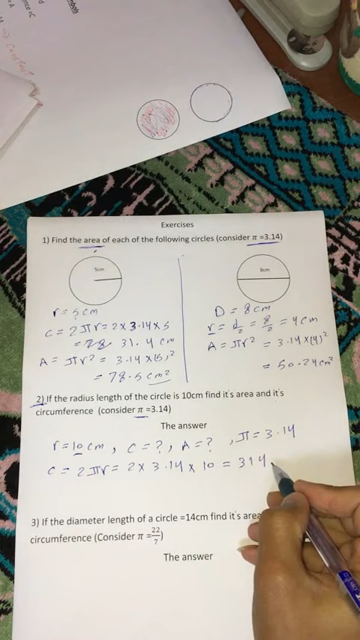 Exercises
1) Find the area of each of the following circles (consider π =3.14)
5cm
r = 5 cm
C = 2πr = 2 × 3.14 × 5
= 31.4 cm
A = πr² = 3.14 × (5)²
= 78.5 cm²
8cm
D = 8 cm
r = d/2 = 8/2 = 4 cm
A = πr² = 3.14 × (4)²
= 50.24 cm²
2) If the radius length of the circle is 10cm find it's area and it's
circumference (consider π =3.14)
The answer
r = 10 cm , C = ? , A = ? , π = 3.14
C = 2πr = 2 × 3.14 × 10 = 314
3) If the diameter length of a circle =14cm find it's area
circumference (Consider π =22/7)
The answer